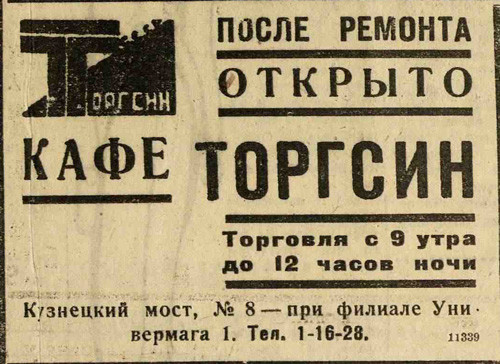 ПОСЛЕ РЕМОНТА
ОТКРЫТО
ТОРГСИН
КАФЕ ТОРГСИН
Торговля с 9 утра
до 12 часов ночи
Кузнецкий мост, № 8 — при филиале Уни-
вермага 1. Тел. 1-16-28.
11339